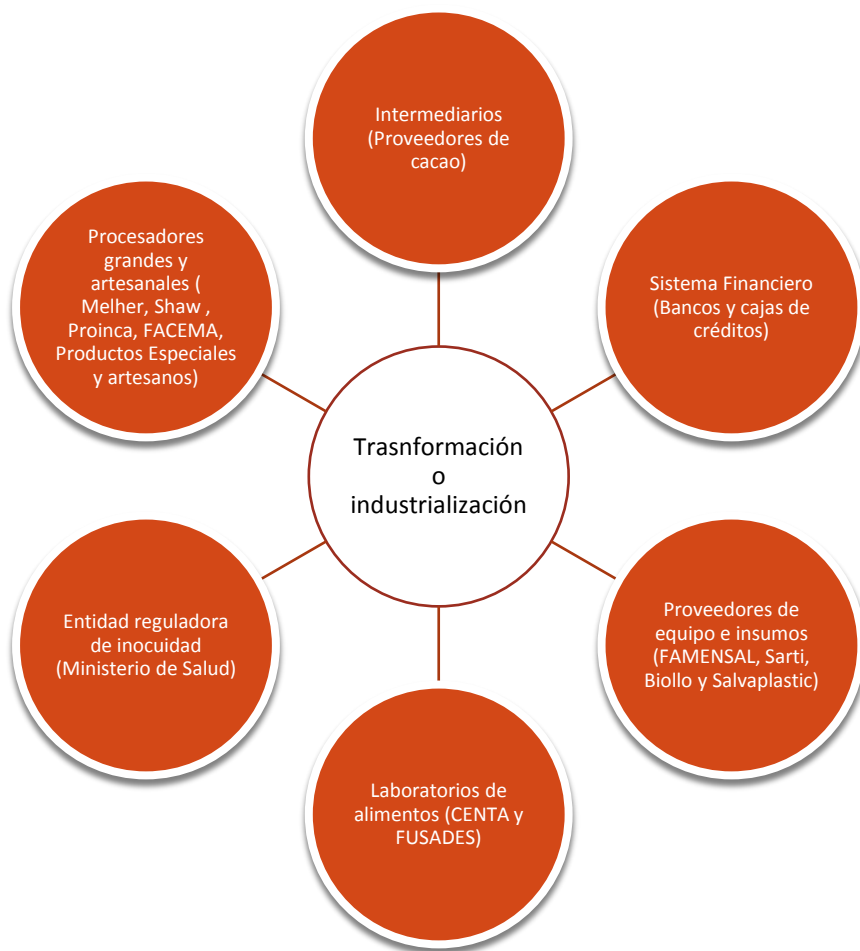 Intermediarios
(Proveedores de
cacao)
Sistema Financiero
(Bancos y cajas de
créditos)
Proveedores de
equipo e insumos
(FAMENSAL, Sarti,
Biollo y Salvaplastic)
Laboratorios de
alimentos (CENTA y
FUSADES)
Entidad reguladora
de inocuidad
(Ministerio de Salud)
Procesadores
grandes y
artesanales (
Melher, Shaw ,
Proinca, FACEMA,
Productos Especiales
y artesanos)
Trasnformación
o
industrialización